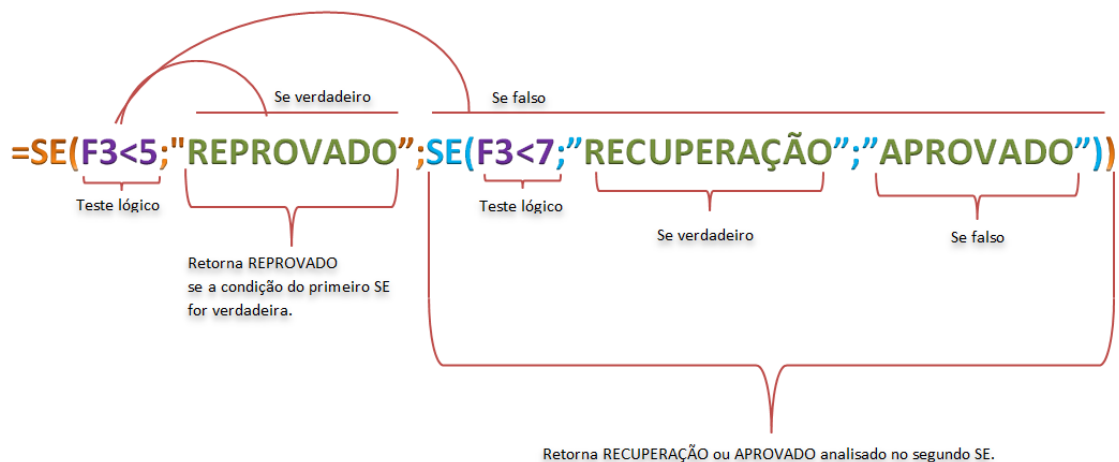 Se verdadeiro
Se falso
=SE(F3<5;"REPROVADO”;SE(F3<7;”RECUPERAÇÃO”;”APROVADO”))
Teste lógico
Teste lógico
Se verdadeiro
Se falso
Retorna REPROVADO
se a condição do primeiro SE
for verdadeira.
Retorna RECUPERAÇÃO ou APROVADO analisado no segundo SE.